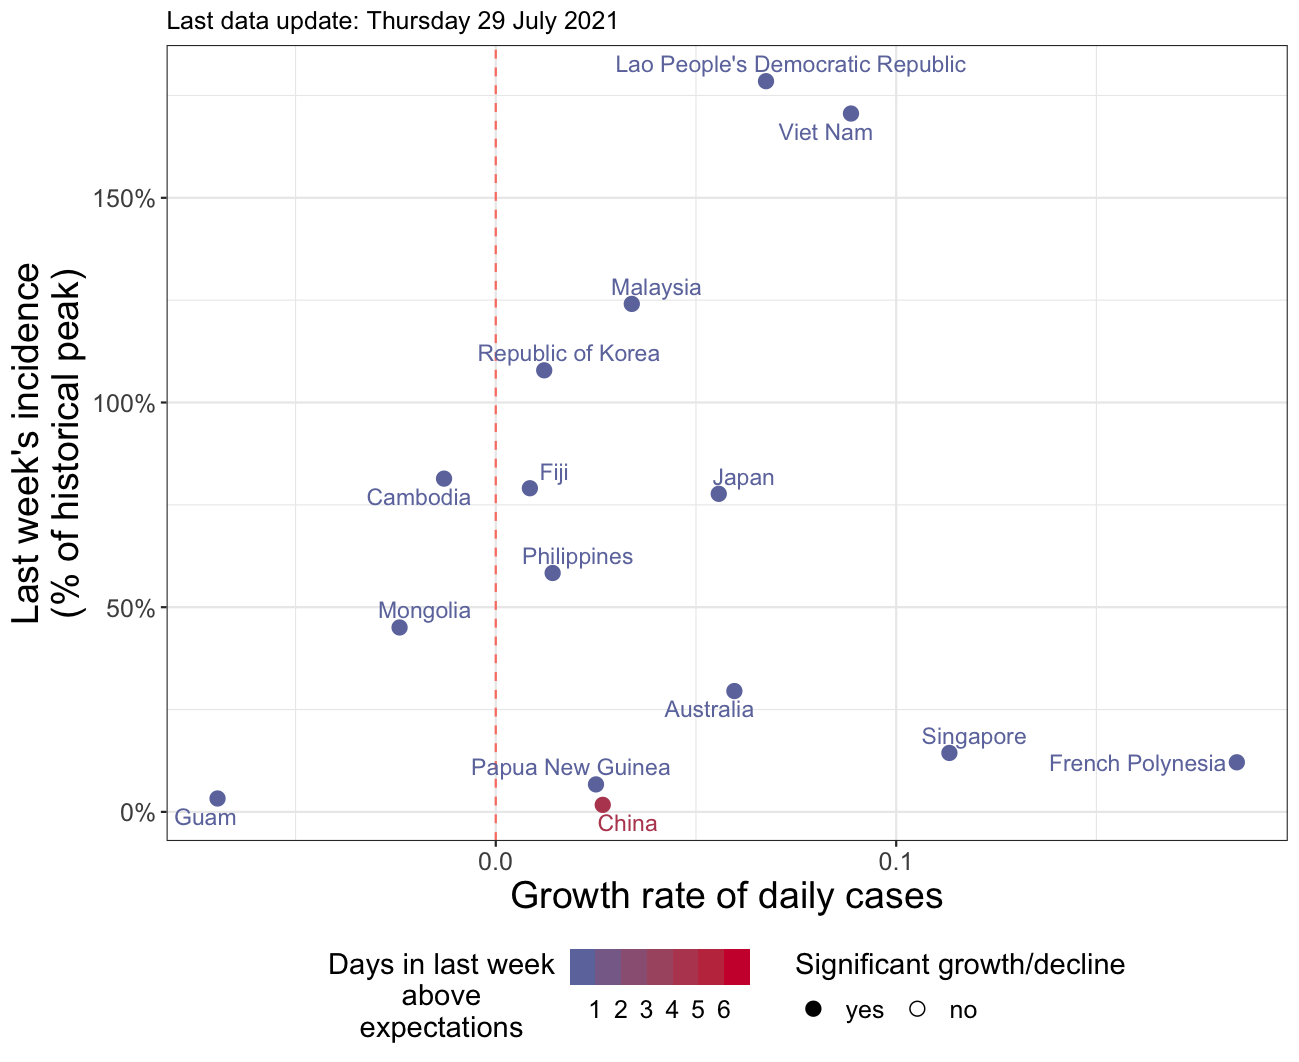 Last data update: Thursday 29 July 2021
Lao People's Democratic Republic
Viet Nam
150%
Malaysia
Republic of Korea
100%
Fiji
Japan
Cambodia
Philippines
50%
Mongolia
Australia
Singapore
French Polynesia
Papua New Guinea
0%
Guam
China
Last week's incidence
(% of historical peak)
0.0
0.1
Growth rate of daily cases
Days in last week
above
expectations
1 2 3 4 5 6
Significant growth/decline
yes
no